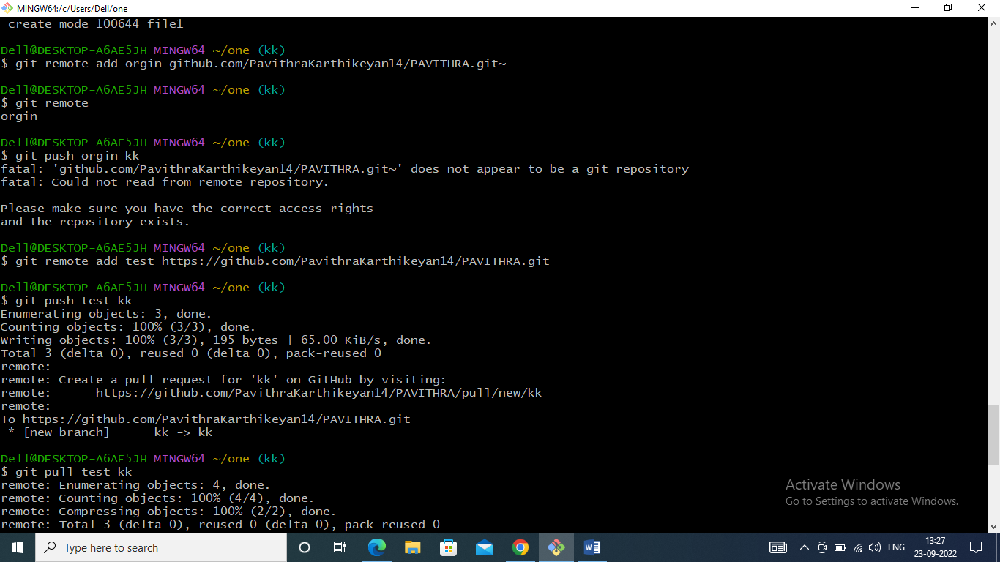 MINGW64:/c/Users/Dell/one
create mode 100644 file1
Dell@DESKTOP-A6AE5JH MINGW64 ~/one (kk)
$ git remote add orgin github.com/PavithraKarthikeyan14/PAVITHRA.git~
Dell@DESKTOP-A6AE5JH MINGW64 ~/one (kk)
$ git remote
orgin
Dell@DESKTOP-A6AE5JH MINGW64 ~/one (kk)
$ git push orgin kk
fatal: 'github.com/PavithraKarthikeyan14/PAVITHRA.git~' does not appear to be a git repository
fatal: Could not read from remote repository.
Please make sure you have the correct access rights
and the repository exists.
Dell@DESKTOP-A6AE5JH MINGW64 ~/one (kk)
$ git remote add test https://github.com/PavithraKarthikeyan14/PAVITHRA.git
Dell@DESKTOP-A6AE5JH MINGW64 ~/one (kk)
$ git push test kk
Enumerating objects: 3, done.
Counting objects: 100% (3/3), done.
Writing objects: 100% (3/3), 195 bytes | 65.00 KiB/s, done.
Total 3 (delta 0), reused 0 (delta 0), pack-reused 0
remote:
remote: Create a pull request for 'kk' on GitHub by visiting:
remote:      https://github.com/PavithraKarthikeyan14/PAVITHRA/pull/new/kk
remote:
To https://github.com/PavithraKarthikeyan14/PAVITHRA.git
 * [new branch]      kk -> kk
Dell@DESKTOP-A6AE5JH MINGW64 ~/one (kk)
$ git pull test kk
remote: Enumerating objects: 4, done.
remote: Counting objects: 100% (4/4), done.
remote: Compressing objects: 100% (2/2), done.
remote: Total 3 (delta 0), reused 0 (delta 0), pack-reused 0
Activate Windows
Go to Settings to activate Windows.
Type here to search
ENG
13:27
23-09-2022